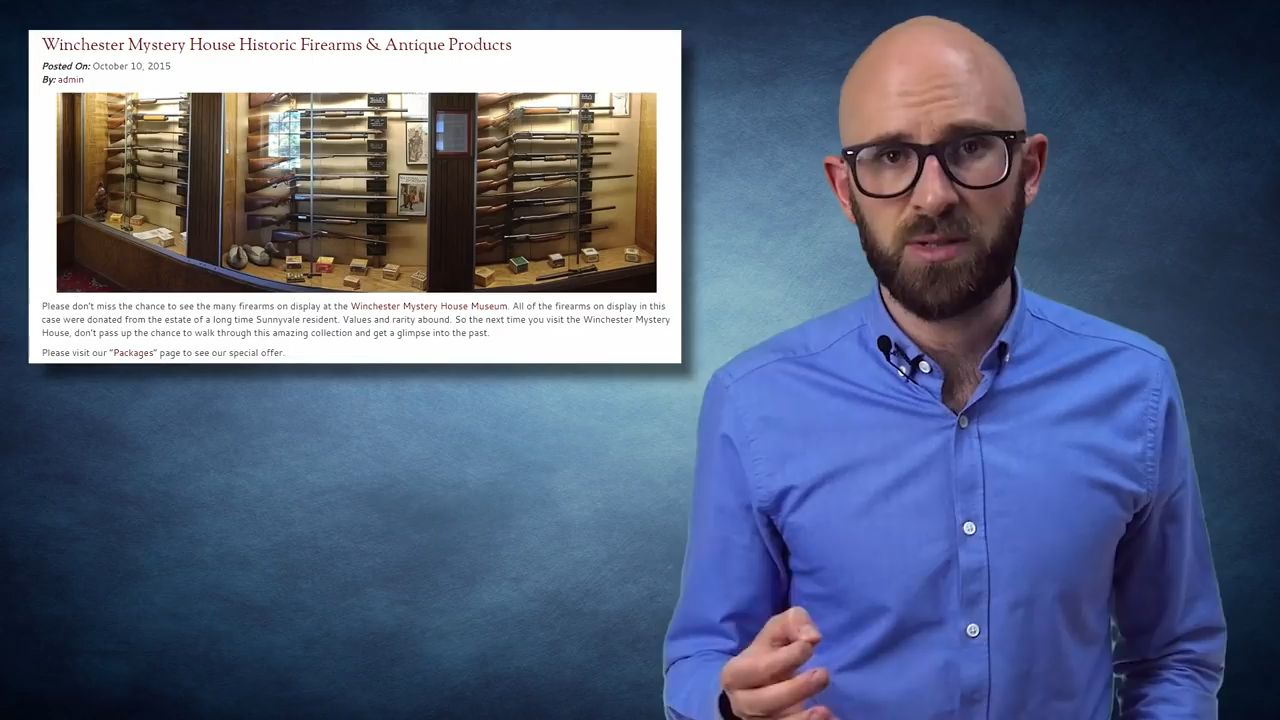 Winchester Mystery House Historic Firearms & Antique Products
Posted On: October 10, 2015
By: admin
Please don't miss the chance to see the many firearms on display at the Winchester Mystery House Museum. All of the firearms on display in this
case were donated from the estate of a long time Sunnyvale resident. Values and rarity abound. So the next time you visit the Winchester Mystery
House, don't pass up the chance to walk through this amazing collection and get a glimpse into the past.
Please visit our "Packages" page to see our special offer.